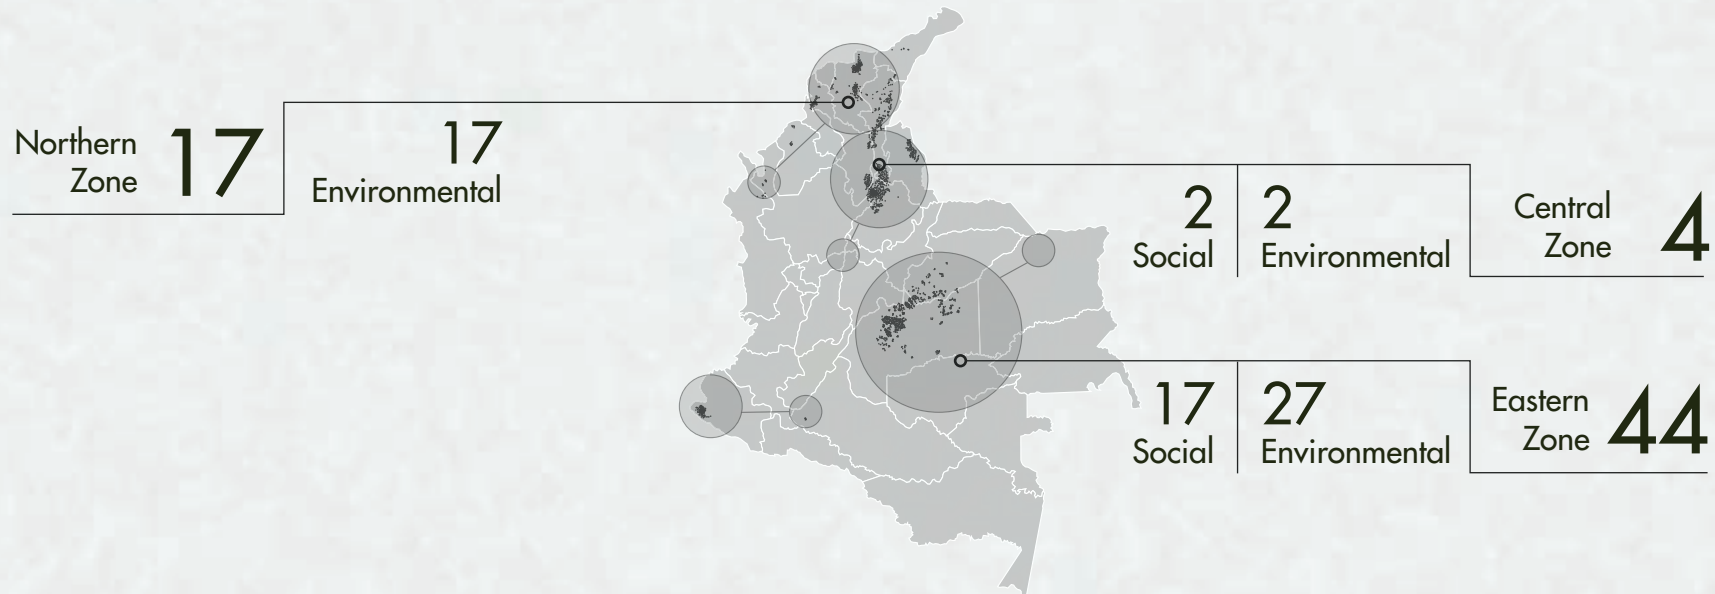 Northern
Zone
17
17
Environmental
2
Social
2
Environmental
Central
Zone
4
17
Social
27
Environmental
Eastern
Zone
44